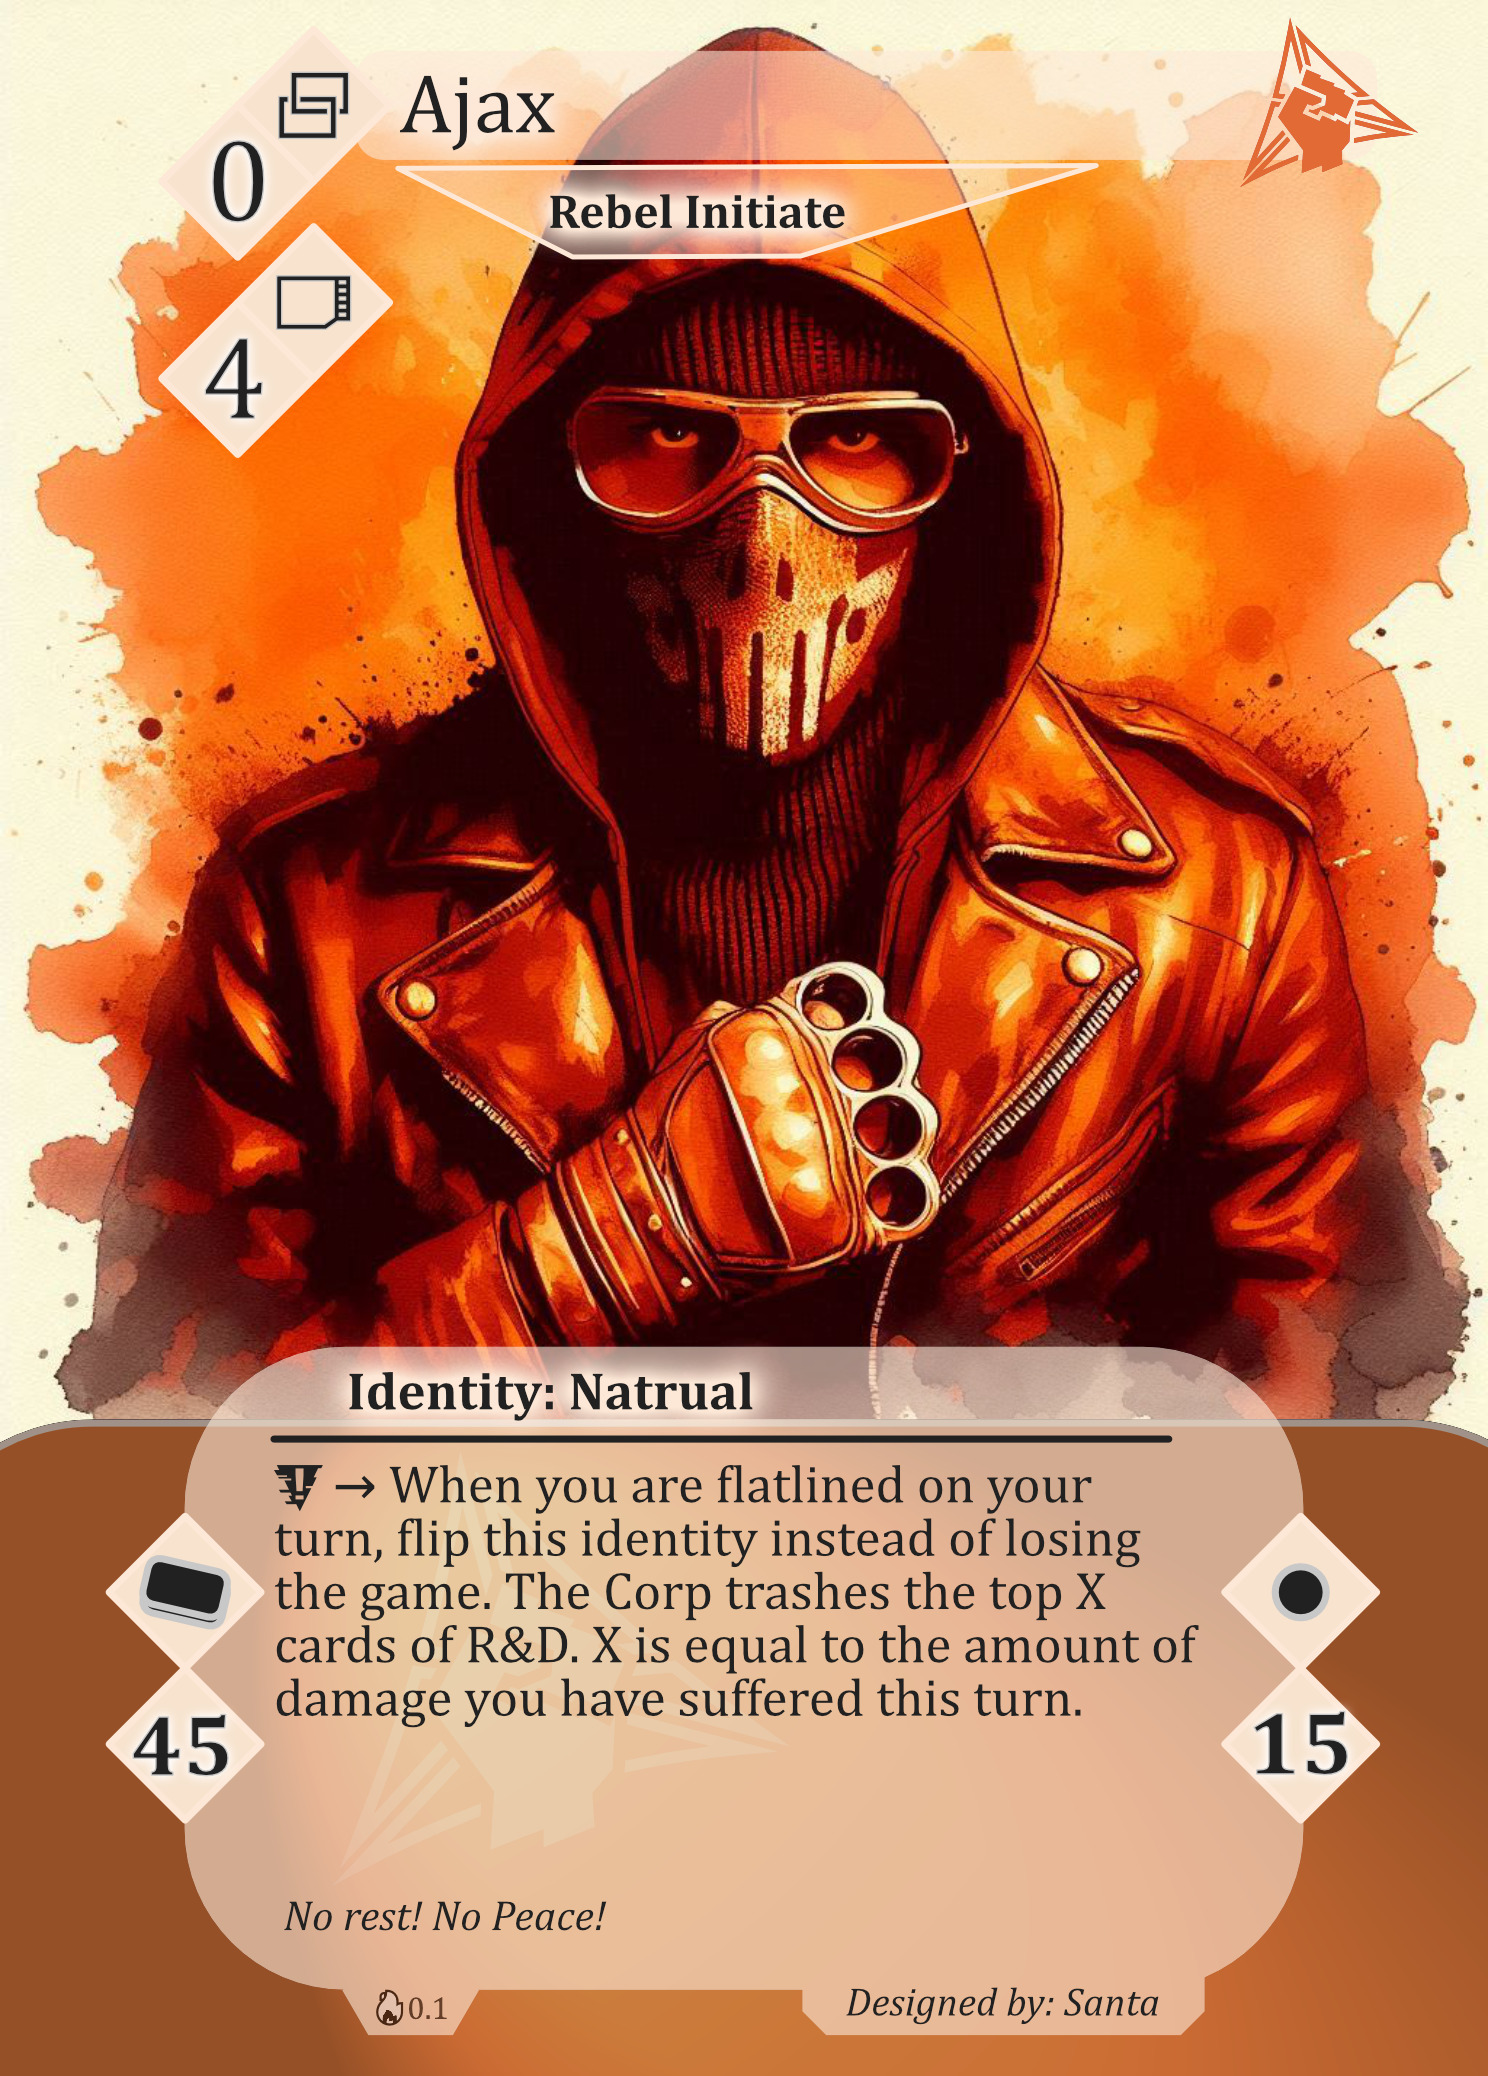 0
Ajax
Rebel Initiate
4
Identity: Natrual
→ When you are flatlined on your
turn, flip this identity instead of losing
the game. The Corp trashes the top X
cards of R&D. X is equal to the amount of
damage you have suffered this turn.
45
15
No rest! No Peace!
0.1
Designed by: Santa